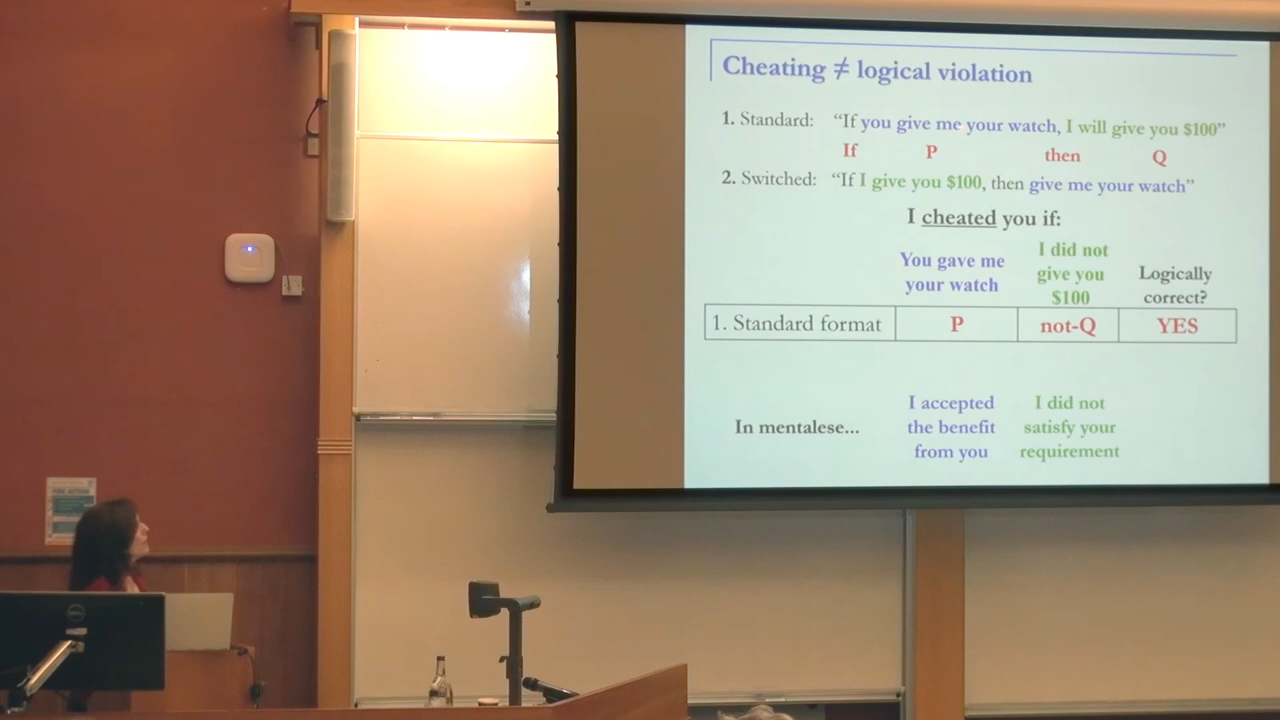 Cheating ≠ logical violation
1. Standard: “If you give me your watch, I will give you $100”
If P then Q
2. Switched: “If I give you $100, then give me your watch”
I cheated you if:
You gave me your watch
I did not give you $100
Logically correct?
1. Standard format P not-Q YES
In mentalese...
I accepted the benefit from you
I did not satisfy your requirement
FIRE ACTION
DELL